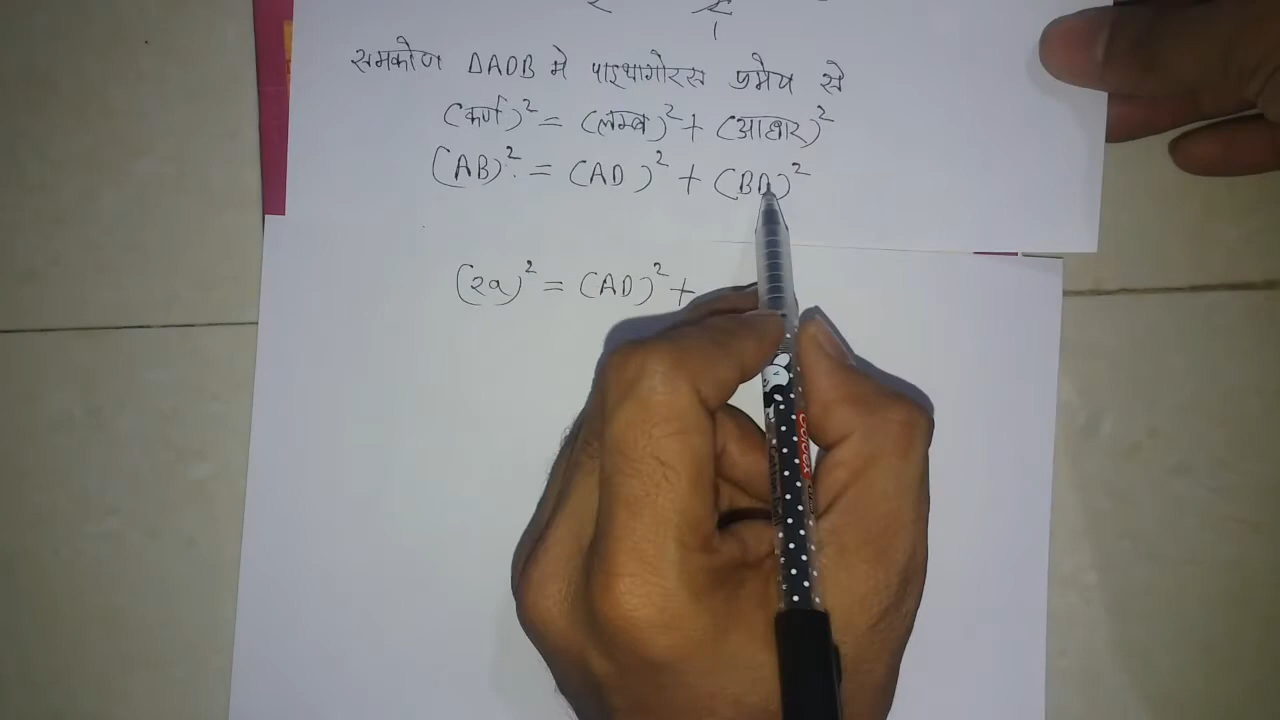 समकोण ΔADB मे पाइथागोरस प्रमेय से
(कर्ण)² = (लम्ब)² + (आधार)²
(AB)² = (AD)² + (BD)²
(2a)² = (AD)² +